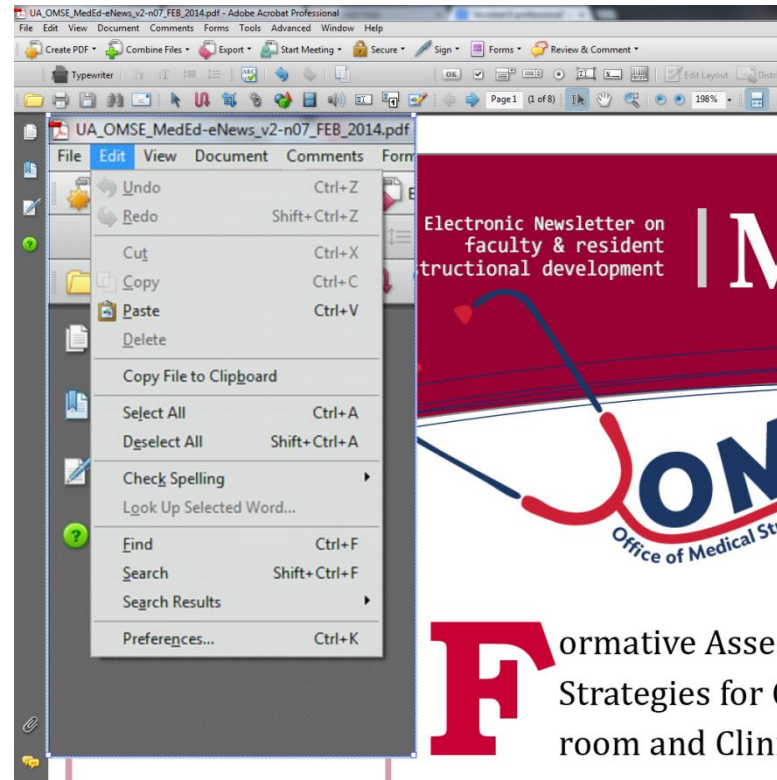 UA_OMSE_MedEd-eNews_v2-n07_FEB_2014.pdf - Adobe Acrobat Professional
File Edit View Document Comments Forms Tools Advanced Window Help
Create PDF Combine Files Export Start Meeting Secure Sign Forms Review & Comment
Typewriter OK Edit Layout Distr
Page 1 (1 of 8) 198%
UA_OMSE_MedEd-eNews_v2-n07_FEB_2014.pdf
File Edit View Document Comments Form
Undo Ctrl+Z
Redo Shift+Ctrl+Z
Cut Ctrl+X
Copy Ctrl+C
Paste Ctrl+V
Delete
Copy File to Clipboard
Select All Ctrl+A
Deselect All Shift+Ctrl+A
Check Spelling
Look Up Selected Word...
Find Ctrl+F
Search Shift+Ctrl+F
Search Results
Preferences... Ctrl+K
Electronic Newsletter on
faculty & resident
tructional development
M
OM
Office of Medical Stu
Formative Asse
Strategies for C
room and Clin